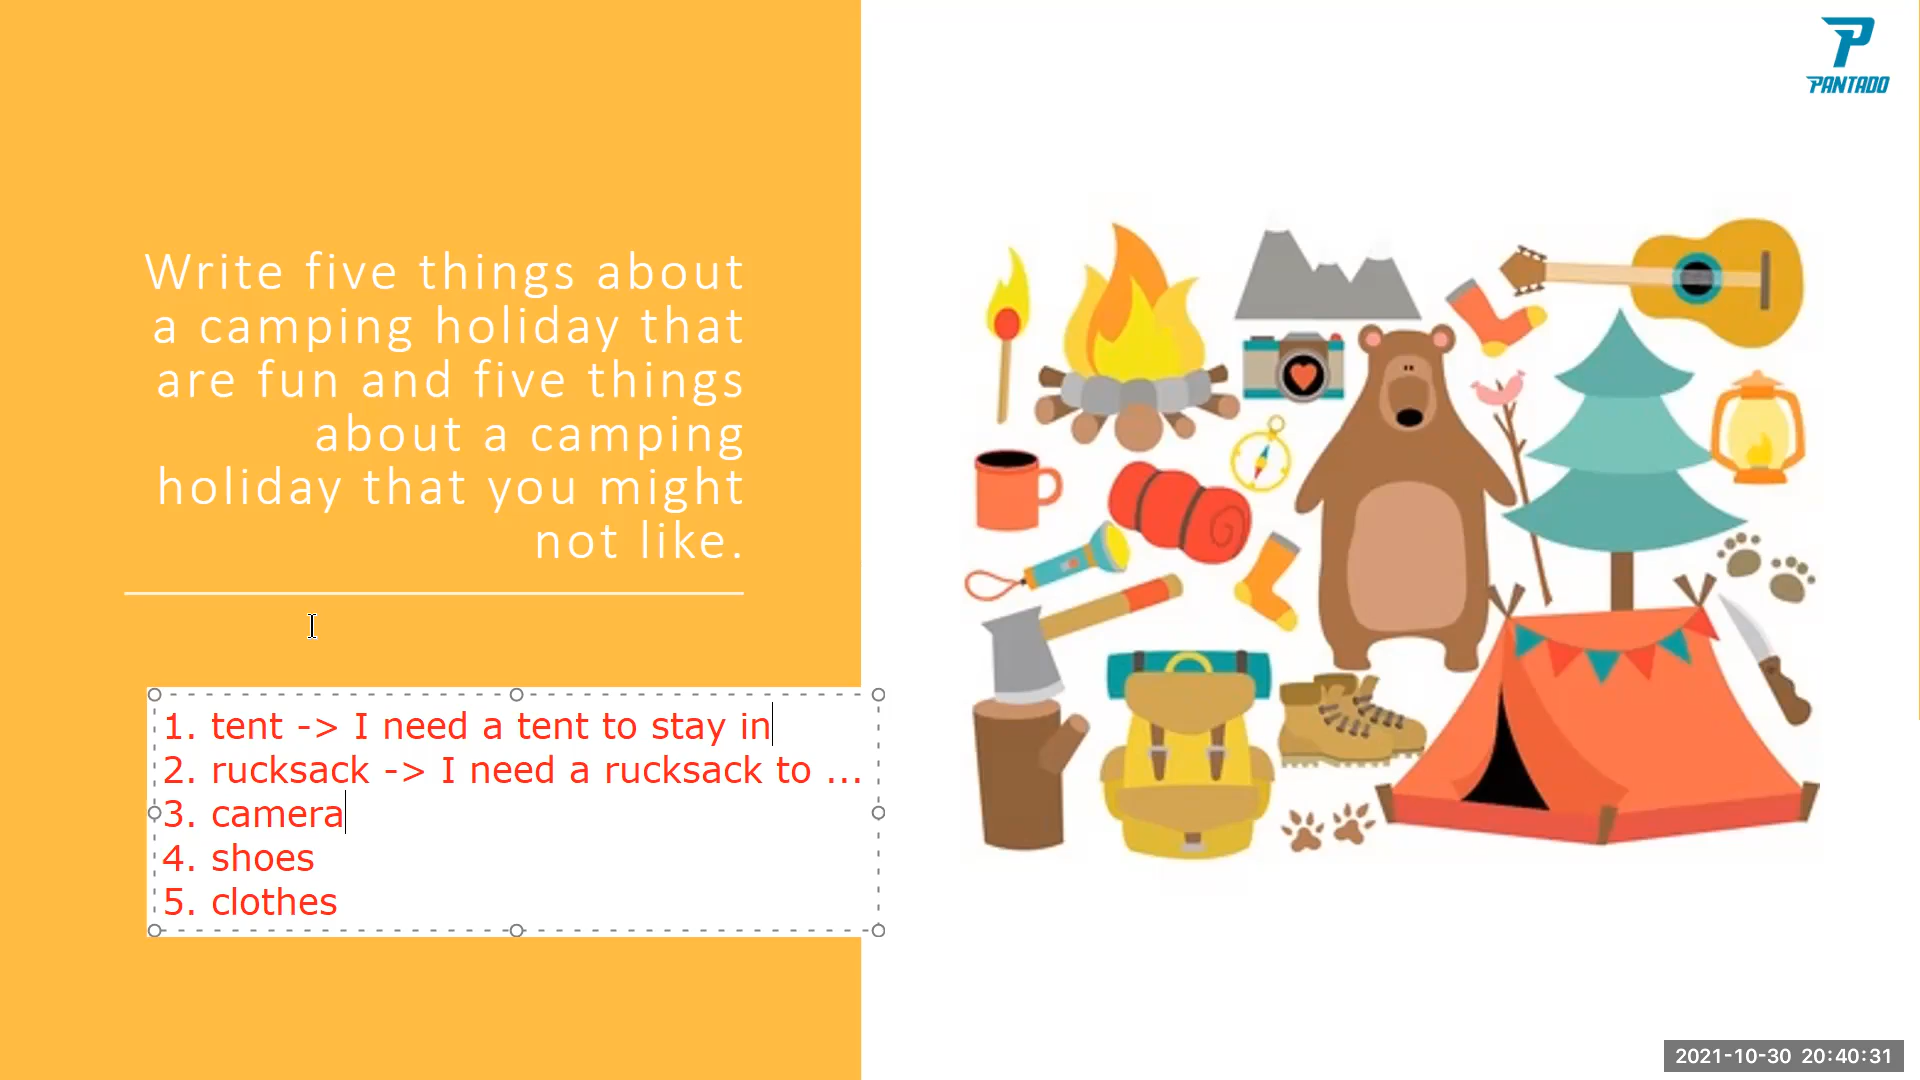 PANTADO
Write five things about
a camping holiday that
are fun and five things
about a camping
holiday that you might
not like.
1. tent -> I need a tent to stay in
2. rucksack -> I need a rucksack to ...
3. camera
4. shoes
5. clothes
2021-10-30 20:40:31